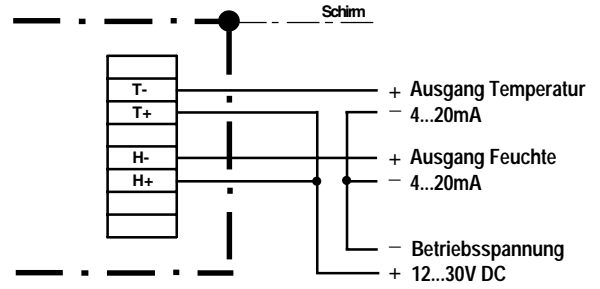 Schirm
T-
T+
H-
H+
+ Ausgang Temperatur
− 4...20mA
+ Ausgang Feuchte
− 4...20mA
− Betriebsspannung
+ 12...30V DC